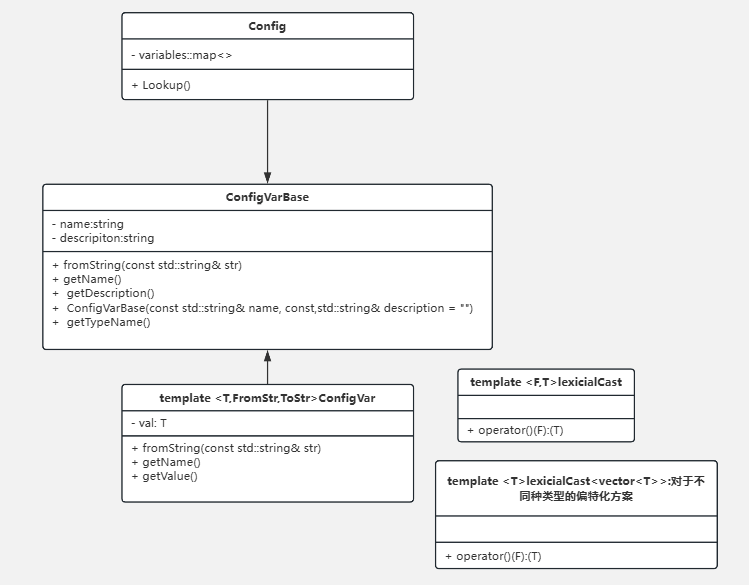 Config
- variables::map<>
+ Lookup()
ConfigVarBase
- name:string
- descripiton:string
+ fromString(const std::string& str)
+ getName()
+ getDescription()
+ ConfigVarBase(const std::string& name, const,std::string& description = "")
+ getTypeName()
template <T,FromStr,ToStr>ConfigVar
- val: T
+ fromString(const std::string& str)
+ getName()
+ getValue()
template <F,T>lexicialCast
+ operator()(F):(T)
template <T>lexicialCast<vector<T>>:对于不
同种类型的偏特化方案
+ operator()(F):(T)